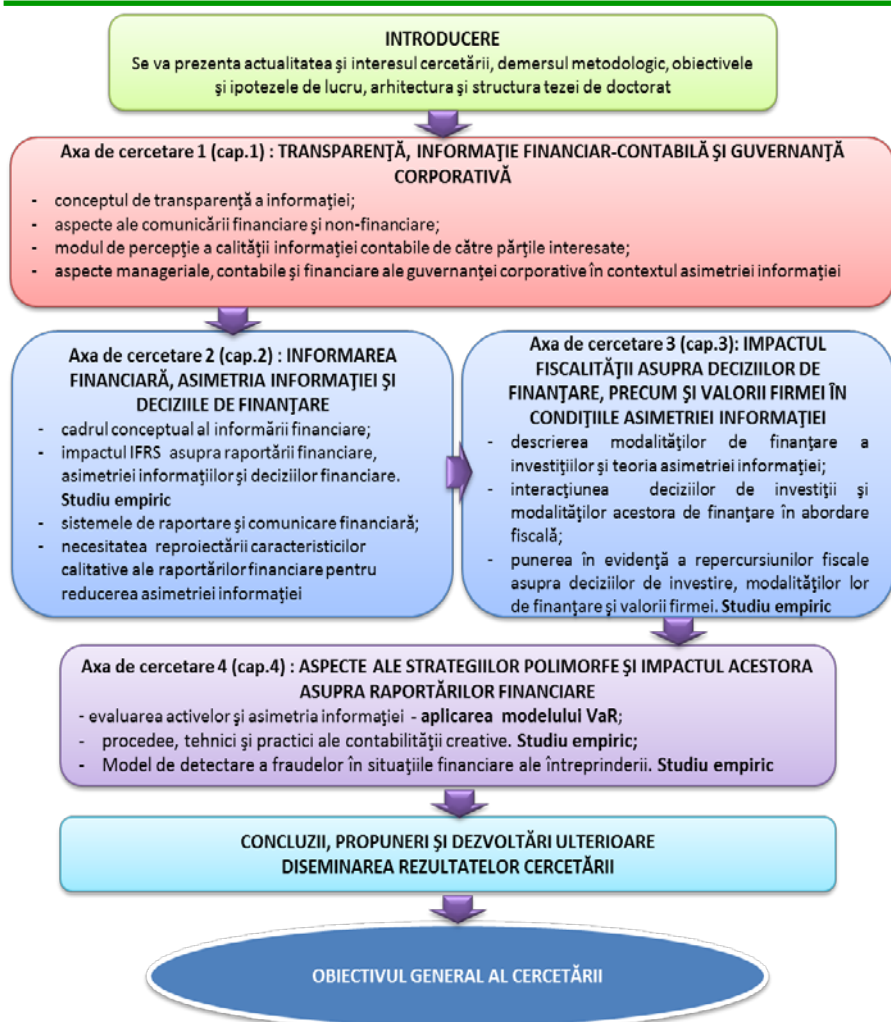 INTRODUCERE
Se va prezenta actualitatea şi interesul cercetării, demersul metodologic, obiectivele
şi ipotezele de lucru, arhitectura şi structura tezei de doctorat
Axa de cercetare 1 (cap.1) : TRANSPARENŢĂ, INFORMAŢIE FINANCIAR-CONTABILĂ ŞI GUVERNANŢĂ
CORPORATIVĂ
- conceptul de transparenţă a informaţiei;
- aspecte ale comunicării financiare şi non-financiare;
- modul de percepţie a calităţii informaţiei contabile de către părţile interesate;
- aspecte manageriale, contabile şi financiare ale guvernanţei corporative în contextul asimetriei informaţiei
Axa de cercetare 2 (cap.2) : INFORMAREA
FINANCIARĂ, ASIMETRIA INFORMAŢIEI ŞI
DECIZIILE DE FINANŢARE
- cadrul conceptual al informării financiare;
- impactul IFRS asupra raportării financiare,
asimetriei informaţiilor şi deciziilor financiare.
Studiu empiric
- sistemele de raportare şi comunicare financiară;
- necesitatea reproiectării caracteristicilor
calitative ale raportărilor financiare pentru
reducerea asimetriei informaţiei
Axa de cercetare 3 (cap.3): IMPACTUL
FISCALITĂŢII ASUPRA DECIZIILOR DE
FINANŢARE, PRECUM ŞI VALORII FIRMEI ÎN
CONDIŢIILE ASIMETRIEI INFORMAŢIEI
- descrierea modalităţilor de finanţare a
investiţiilor şi teoria asimetriei informaţiei;
- interacţiunea deciziilor de investiţii şi
modalităţilor acestora de finanţare în abordare
fiscală;
- punerea în evidenţă a repercursiunilor fiscale
asupra deciziilor de investire, modalităţilor lor
de finanţare şi valorii firmei. Studiu empiric
Axa de cercetare 4 (cap.4) : ASPECTE ALE STRATEGIILOR POLIMORFE ŞI IMPACTUL ACESTORA
ASUPRA RAPORTĂRILOR FINANCIARE
- evaluarea activelor şi asimetria informaţiei - aplicarea modelului VaR;
- procedee, tehnici şi practici ale contabilităţii creative. Studiu empiric;
- Model de detectare a fraudelor în situaţiile financiare ale întreprinderii. Studiu empiric
CONCLUZII, PROPUNERI ŞI DEZVOLTĂRI ULTERIOARE
DISEMINAREA REZULTATELOR CERCETĂRII
OBIECTIVUL GENERAL AL CERCETĂRII